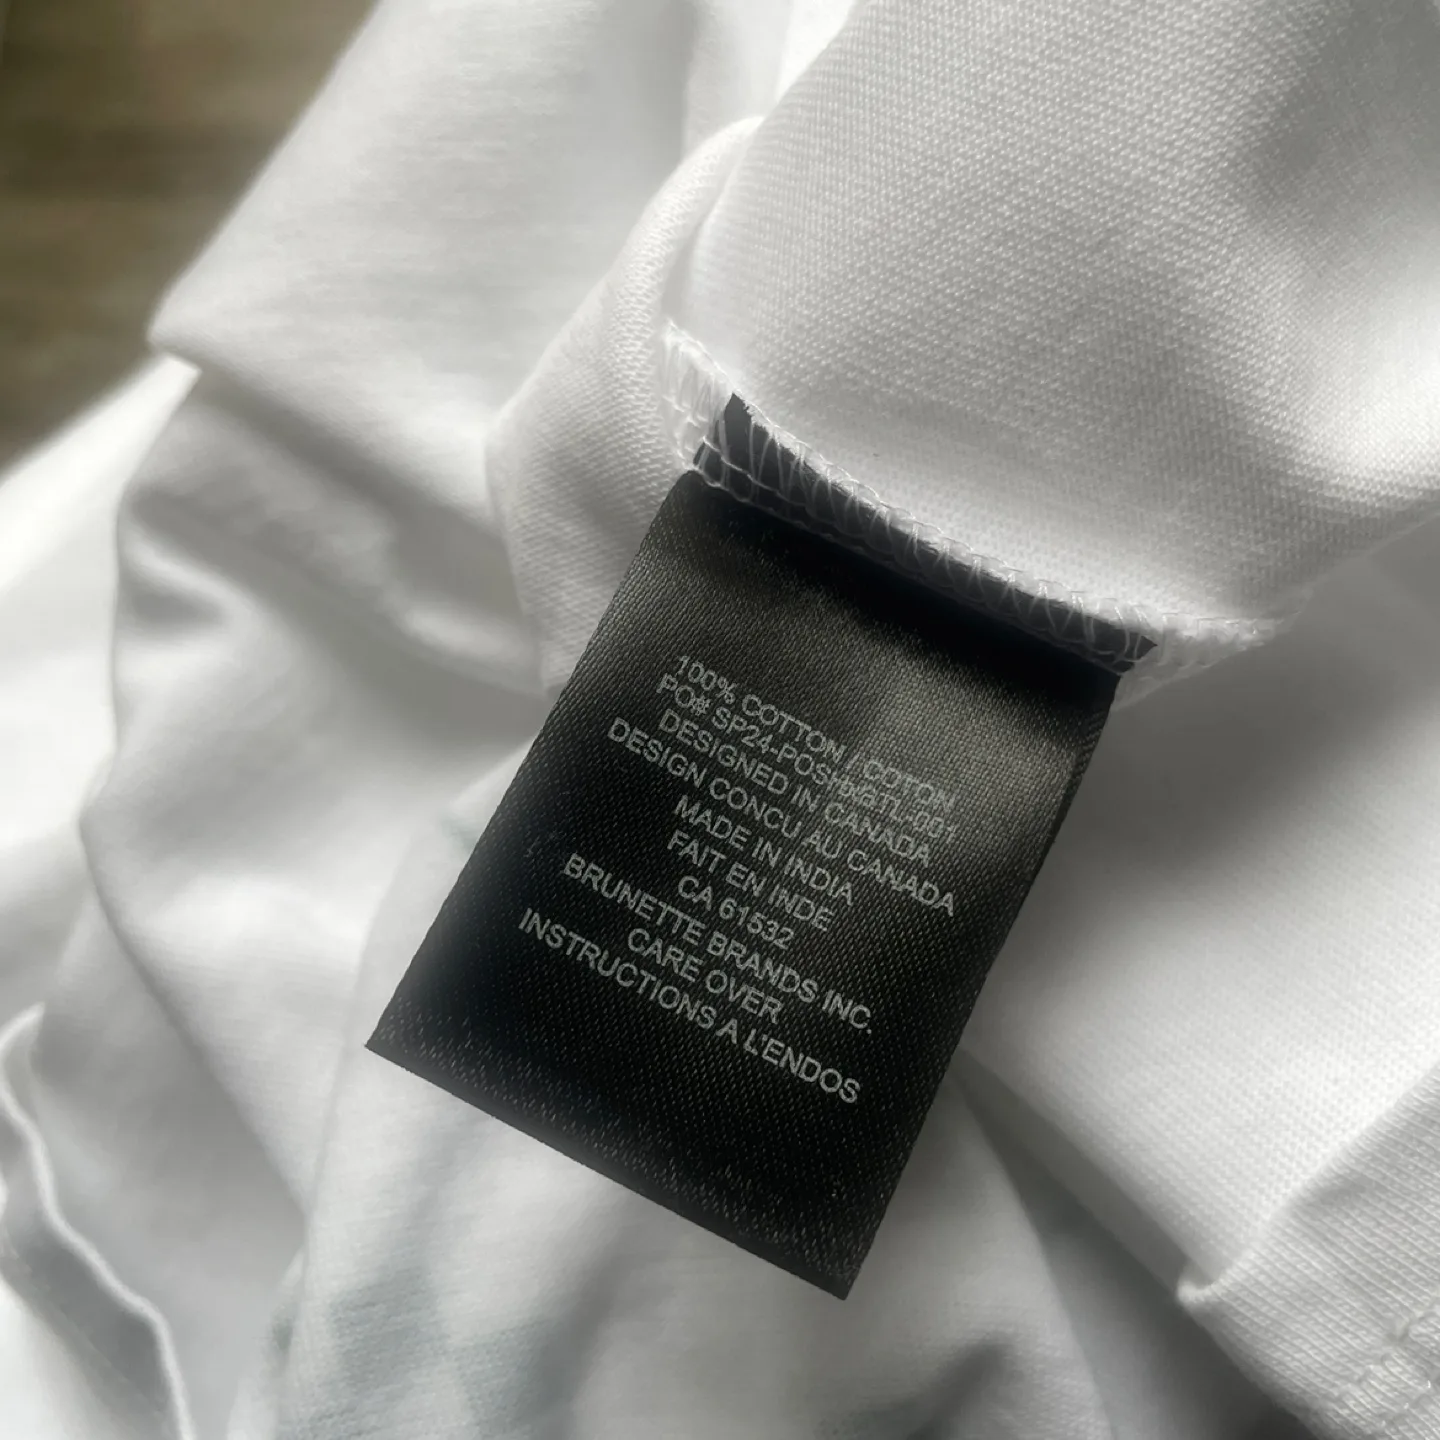 100% COTTON / COTON
DESIGNED IN CANADA
DESIGN CONCU AU CANADA
MADE IN INDIA
FAIT EN INDE
CA 61532
BRUNETTE BRANDS INC.
CARE OVER
INSTRUCTIONS A L'ENDOS